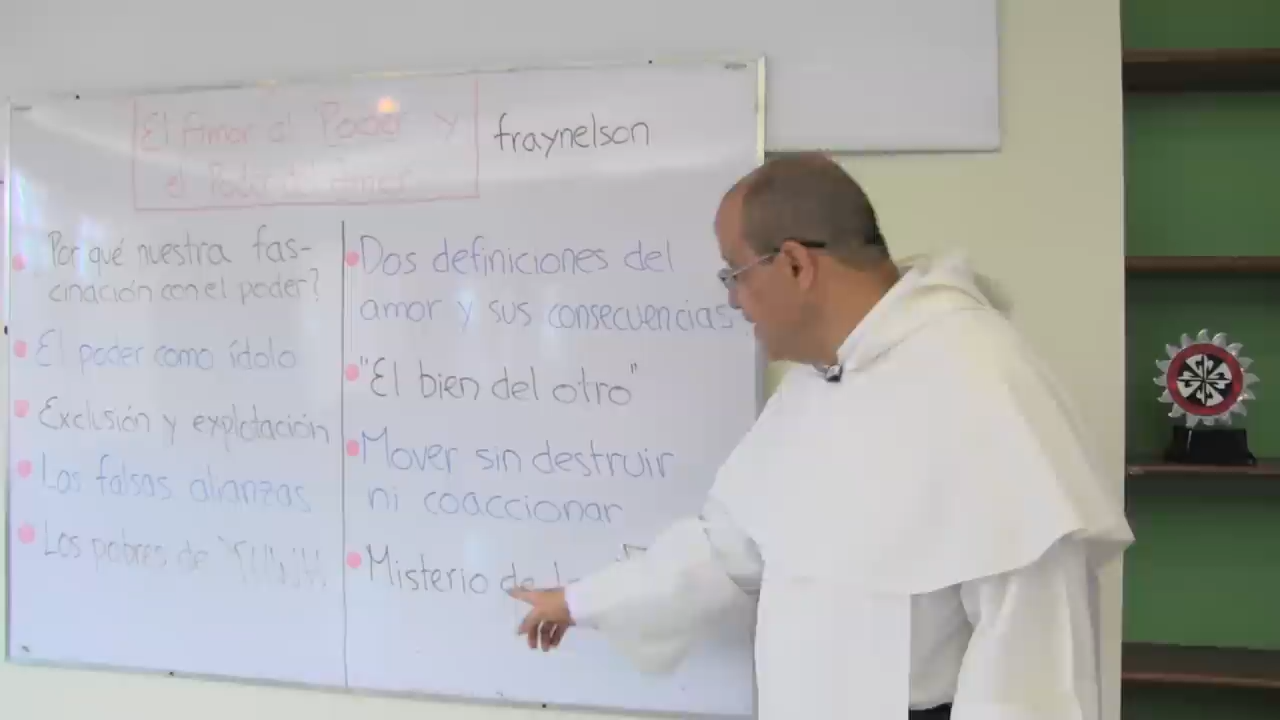 El Amor al Poder y
el Poder del Amor
fraynelson
Por qué nuestra fas-
cinación con el poder?
El poder como ídolo
Exclusión y explotación
Las falsas alianzas
Los pobres de
Dos definiciones del
amor y sus consecuencias
"El bien del otro"
Mover sin destruir
ni coaccionar
Misterio de la